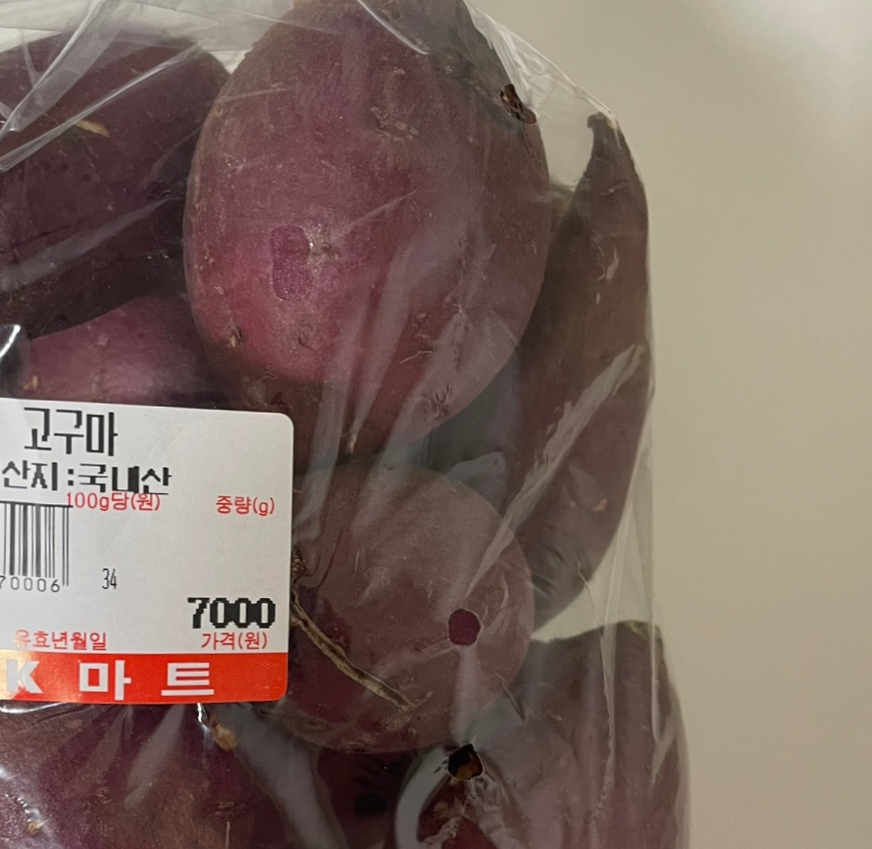 고구마
산지:국내산
100g당(원) 중량(g)
70006 34
7000
유효년월일 가격(원)
K 마트